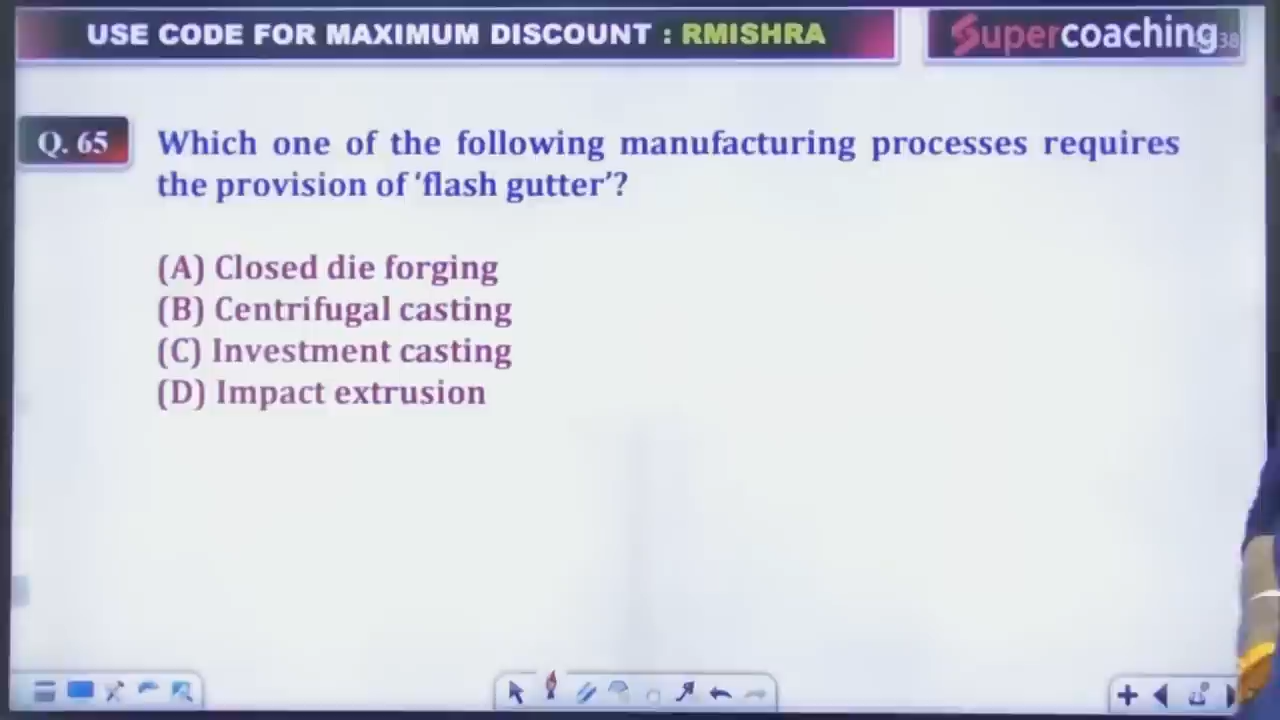 USE CODE FOR MAXIMUM DISCOUNT : RMISHRA
Supercoaching
Q. 65
Which one of the following manufacturing processes requires
the provision of ‘flash gutter’?
(A) Closed die forging
(B) Centrifugal casting
(C) Investment casting
(D) Impact extrusion